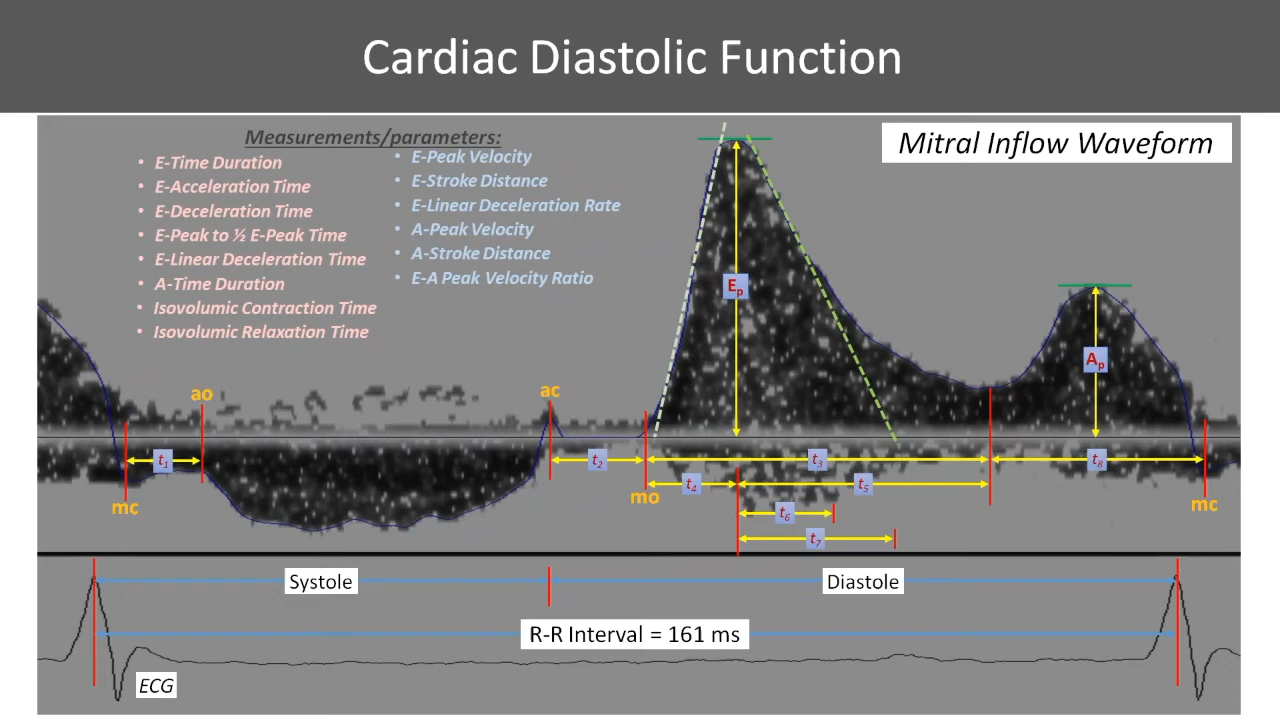 Cardiac Diastolic Function
Measurements/parameters:
Mitral Inflow Waveform
• E-Time Duration
• E-Acceleration Time
• E-Deceleration Time
• E-Peak to ½ E-Peak Time
• E-Linear Deceleration Time
• A-Time Duration
• Isovolumic Contraction Time
• Isovolumic Relaxation Time
• E-Peak Velocity
• E-Stroke Distance
• E-Linear Deceleration Rate
• A-Peak Velocity
• A-Stroke Distance
• E-A Peak Velocity Ratio
Ep
Ap
ao
ac
t1
t2
t3
t8
mc
mo
t4
t5
mc
t6
t7
Systole
Diastole
R-R Interval = 161 ms
ECG